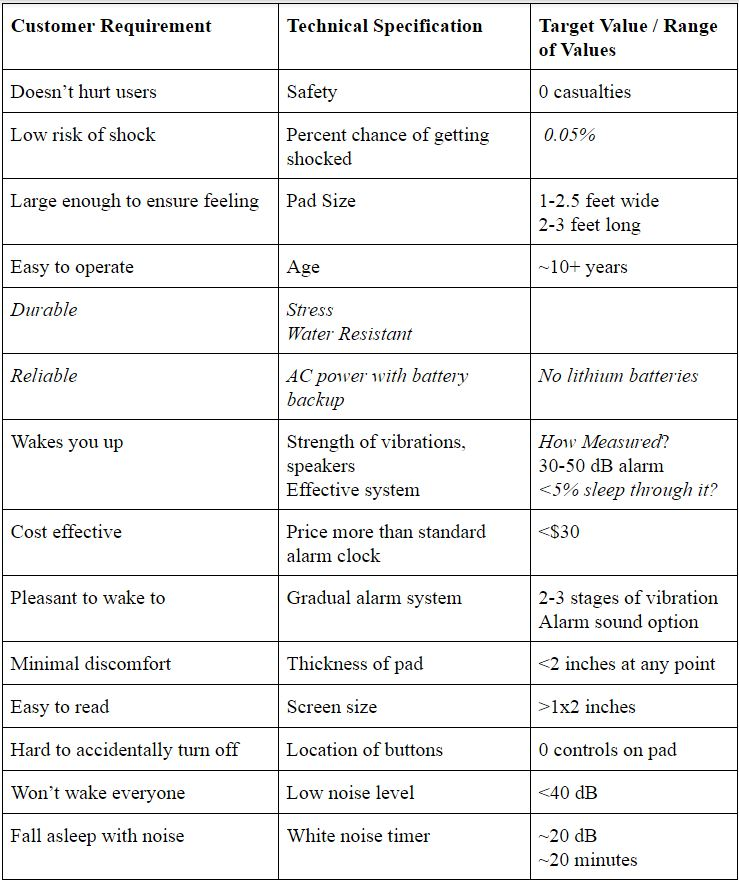 Customer Requirement
Technical Specification
Target Value / Range
of Values
Doesn't hurt users
Safety
0 casualties
Low risk of shock
Percent chance of getting
shocked
0.05%
Large enough to ensure feeling
Pad Size
1-2.5 feet wide
2-3 feet long
Easy to operate
Age
~10+ years
Durable
Stress
Water Resistant
Reliable
AC power with battery
backup
No lithium batteries
Wakes you up
Strength of vibrations,
speakers
Effective system
How Measured?
30-50 dB alarm
<5% sleep through it?
Cost effective
Price more than standard
alarm clock
<$30
Pleasant to wake to
Gradual alarm system
2-3 stages of vibration
Alarm sound option
Minimal discomfort
Thickness of pad
<2 inches at any point
Easy to read
Screen size
>1x2 inches
Hard to accidentally turn off
Location of buttons
0 controls on pad
Won't wake everyone
Low noise level
<40 dB
Fall asleep with noise
White noise timer
~20 dB
~20 minutes